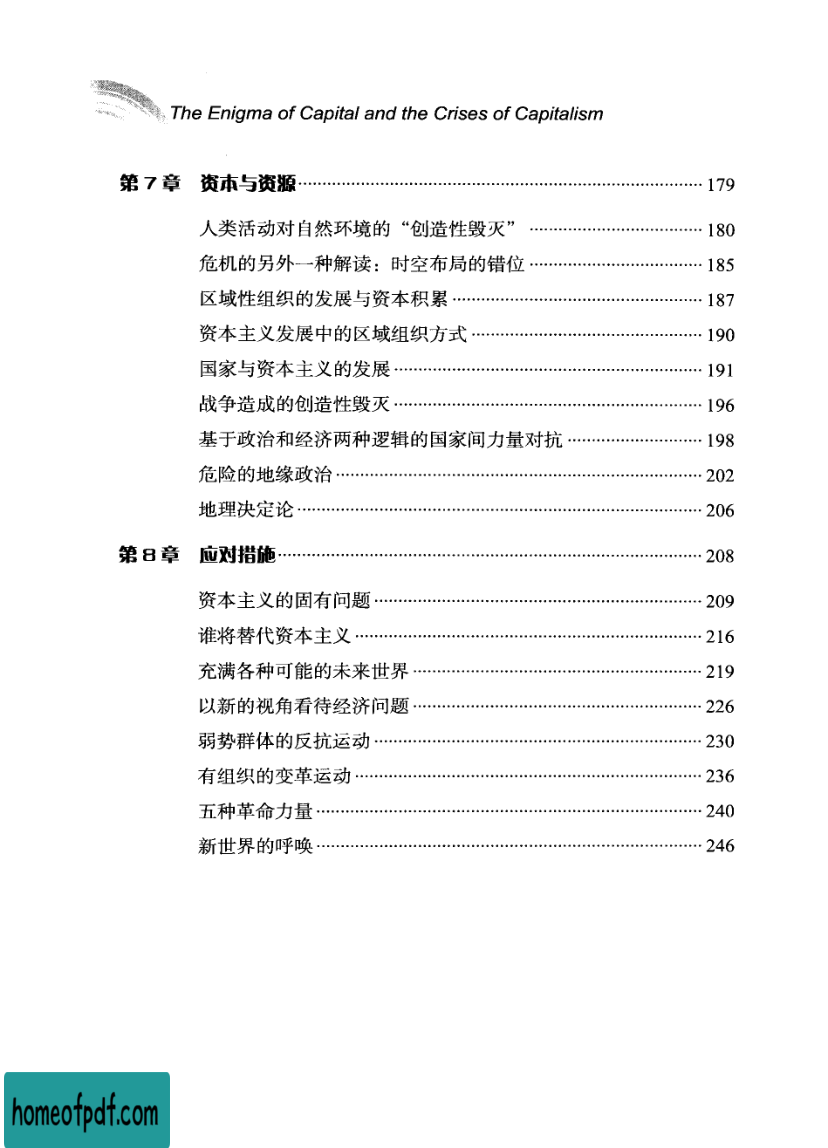 The Enigma of Capital and the Crises of Capitalism
第7章 资本与资源……179
人类活动对自然环境的“创造性毁灭” ……180
危机的另外一种解读：时空布局的错位……185
区域性组织的发展与资本积累……187
资本主义发展中的区域组织方式……190
国家与资本主义的发展……191
战争造成的创造性毁灭……196
基于政治和经济两种逻辑的国家间力量对抗……198
危险的地缘政治……202
地理决定论……206
第8章 应对措施……208
资本主义的固有问题……209
谁将替代资本主义……216
充满各种可能的未来世界……219
以新的视角看待经济问题……226
弱势群体的反抗运动……230
有组织的变革运动……236
五种革命力量……240
新世界的呼唤……246
homeofpdf.com